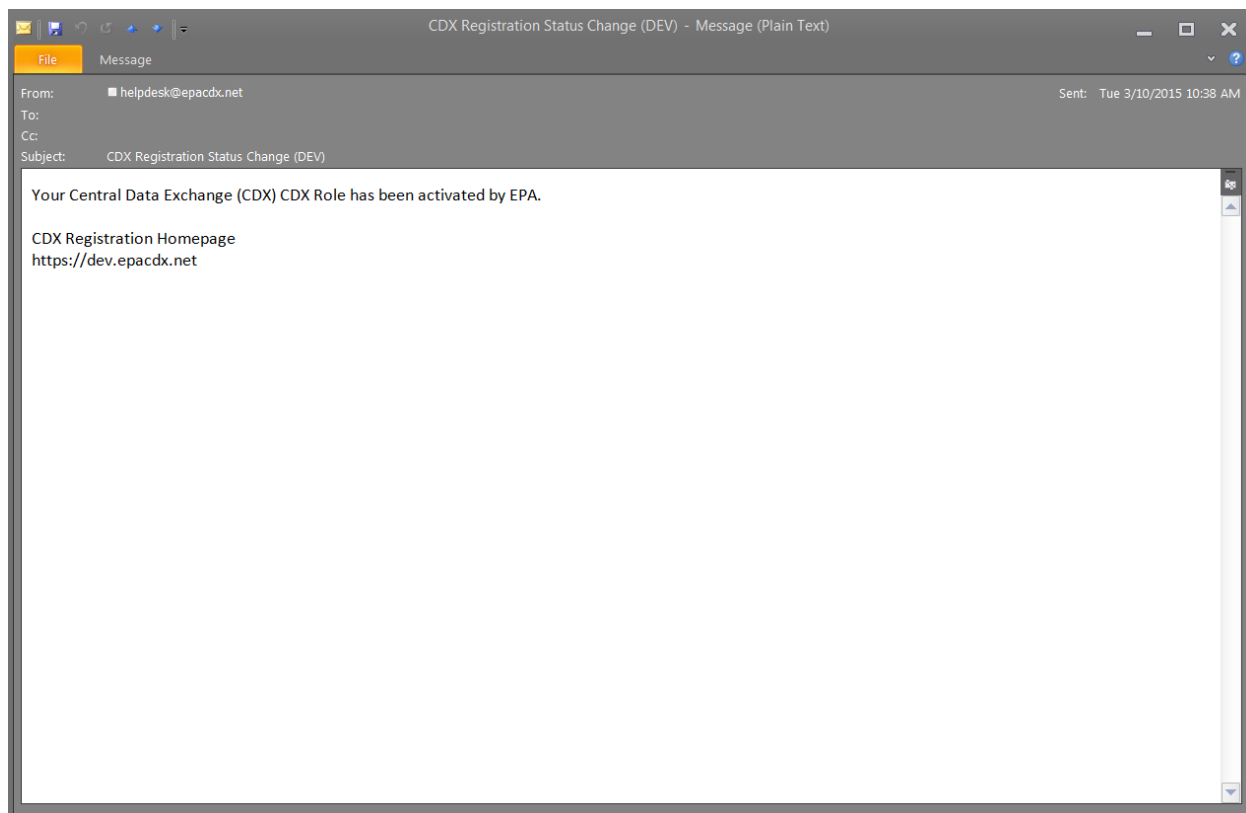 CDX Registration Status Change (DEV) - Message (Plain Text)
File Message
From: helpdesk@epacdx.net Sent: Tue 3/10/2015 10:38 AM
To:
Cc:
Subject: CDX Registration Status Change (DEV)
Your Central Data Exchange (CDX) CDX Role has been activated by EPA.
CDX Registration Homepage
https://dev.epacdx.net